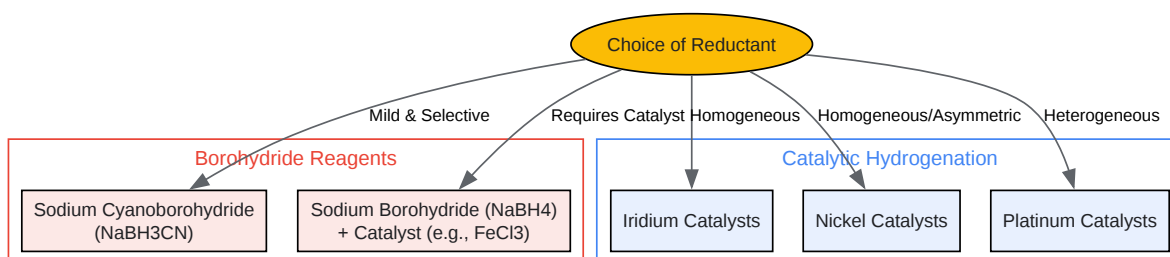 Choice of Reductant
Mild & Selective
Requires Catalyst
Homogeneous
Homogeneous/Asymmetric
Heterogeneous
Borohydride Reagents
Catalytic Hydrogenation
Sodium Cyanoborohydride
(NaBH3CN)
Sodium Borohydride (NaBH4)
+ Catalyst (e.g., FeCl3)
Iridium Catalysts
Nickel Catalysts
Platinum Catalysts